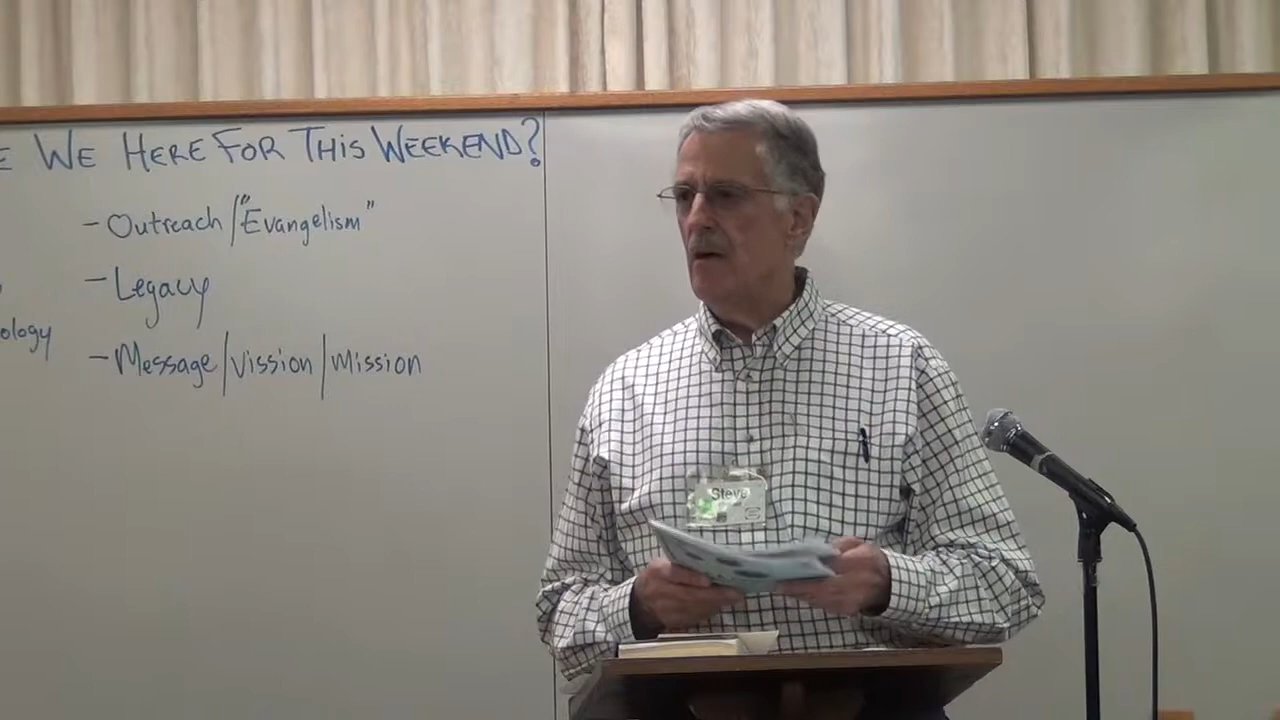 E WE HERE FOR THIS WEEKEND?
- Outreach/"Evangelism"
- Legacy
ology
- Message/Vission/Mission
Steve